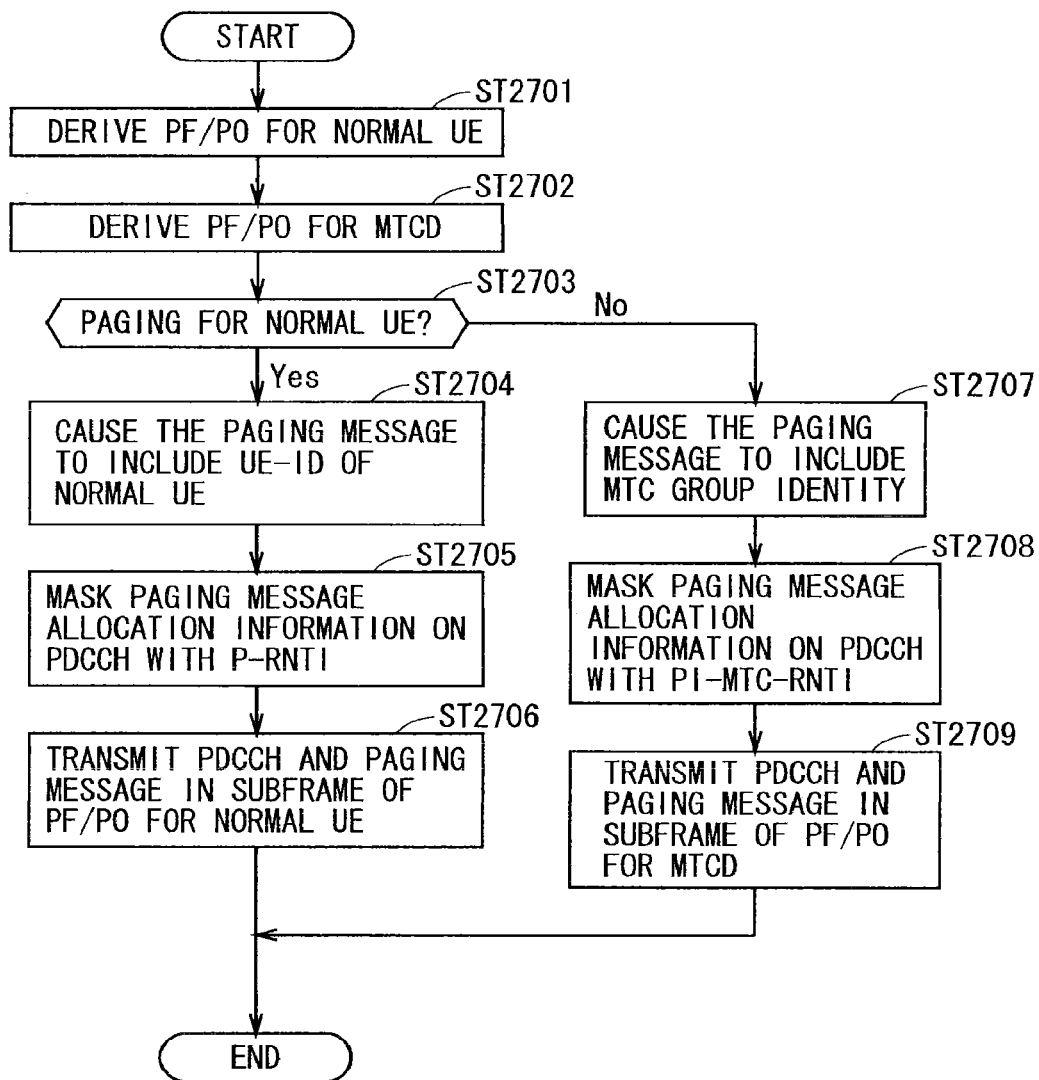 START
ST2701
DERIVE PF/PO FOR NORMAL UE
ST2702
DERIVE PF/PO FOR MTCD
ST2703
PAGING FOR NORMAL UE?
No
Yes
ST2704
CAUSE THE PAGING MESSAGE
TO INCLUDE UE-ID OF
NORMAL UE
ST2705
MASK PAGING MESSAGE
ALLOCATION INFORMATION ON
PDCCH WITH P-RNTI
ST2706
TRANSMIT PDCCH AND PAGING
MESSAGE IN SUBFRAME OF
PF/PO FOR NORMAL UE
ST2707
CAUSE THE PAGING
MESSAGE TO INCLUDE
MTC GROUP IDENTITY
ST2708
MASK PAGING MESSAGE
ALLOCATION
INFORMATION ON PDCCH
WITH PI-MTC-RNTI
ST2709
TRANSMIT PDCCH AND
PAGING MESSAGE IN
SUBFRAME OF PF/PO
FOR MTCD
END